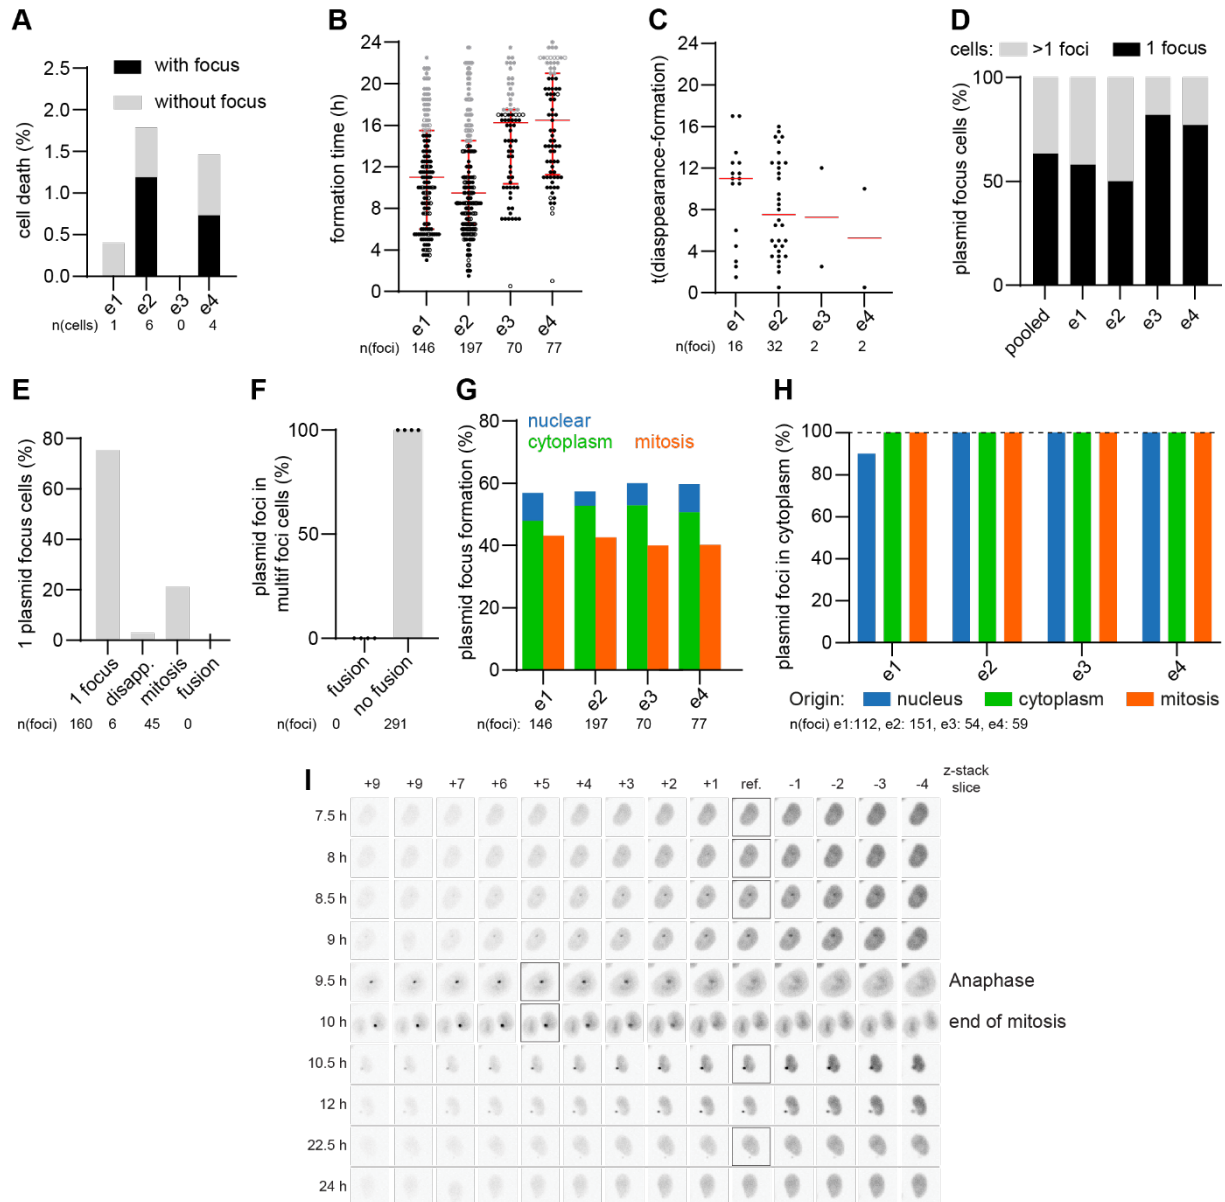 A
with focus
without focus
cell death (%)
2.5
2.0
1.5
1.0
0.5
0.0
e1 e2 e3 e4
n(cells) 1 6 0 4
B
formation time (h)
24
20
16
12
8
4
0
e1 e2 e3 e4
n(foci) 146 197 70 77
C
t(diasppearance-formation)
24
20
16
12
8
4
0
e1 e2 e3 e4
n(foci) 16 32 2 2
D
cells: >1 foci 1 focus
plasmid focus cells (%)
100
50
0
pooled e1 e2 e3 e4
E
1 plasmid focus cells (%)
80
60
40
20
0
1 focus disapp. mitosis fusion
n(foci) 160 6 45 0
F
plasmid foci in
multif foci cells (%)
100
50
0
fusion no fusion
n(foci) 0 291
G
nuclear
cytoplasm mitosis
plasmid focus formation (%)
80
60
40
20
0
e1 e2 e3 e4
n(foci): 146 197 70 77
H
plasmid foci in cytoplasm (%)
100
80
60
40
20
0
e1 e2 e3 e4
Origin: nucleus cytoplasm mitosis
n(foci) e1:112, e2: 151, e3: 54, e4: 59
I
+9 +9 +7 +6 +5 +4 +3 +2 +1 ref. -1 -2 -3 -4 z-stack
slice
7.5 h
8 h
8.5 h
9 h
9.5 h Anaphase
10 h end of mitosis
10.5 h
12 h
22.5 h
24 h